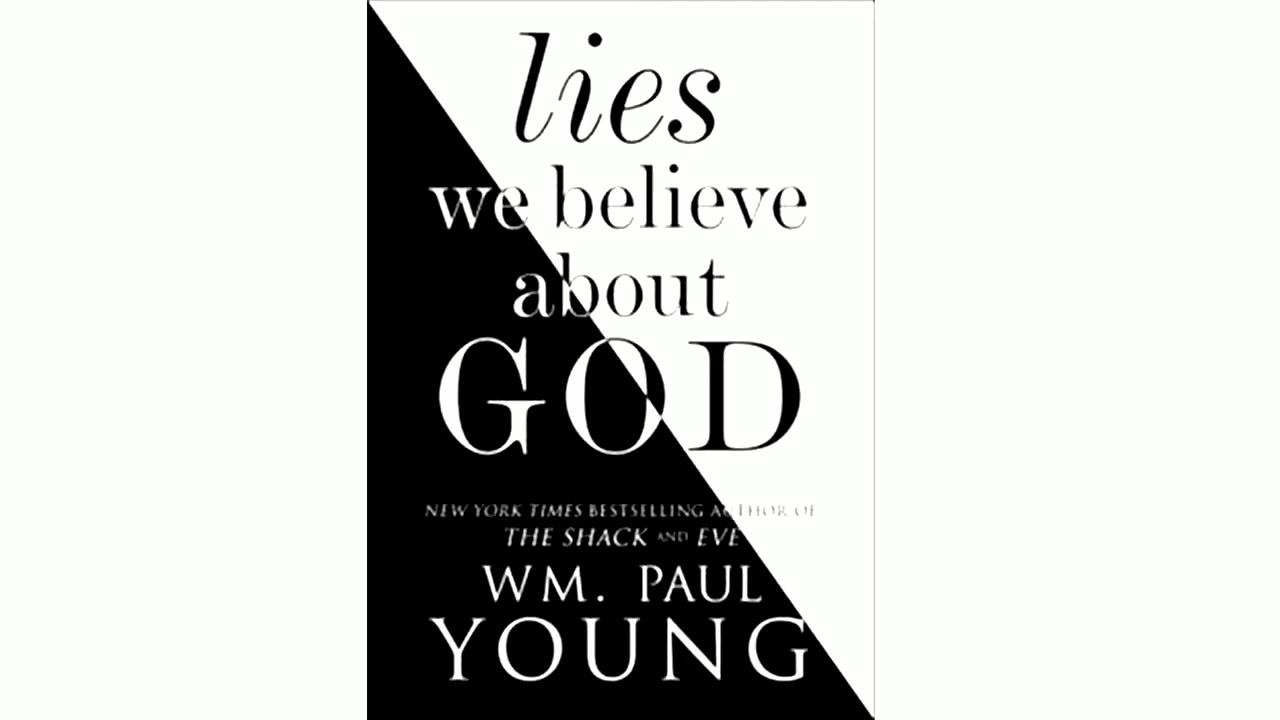 lies
we believe
about
GOD
NEW YORK TIMES BESTSELLING AUTHOR OF
THE SHACK AND EVE
WM. PAUL
YOUNG